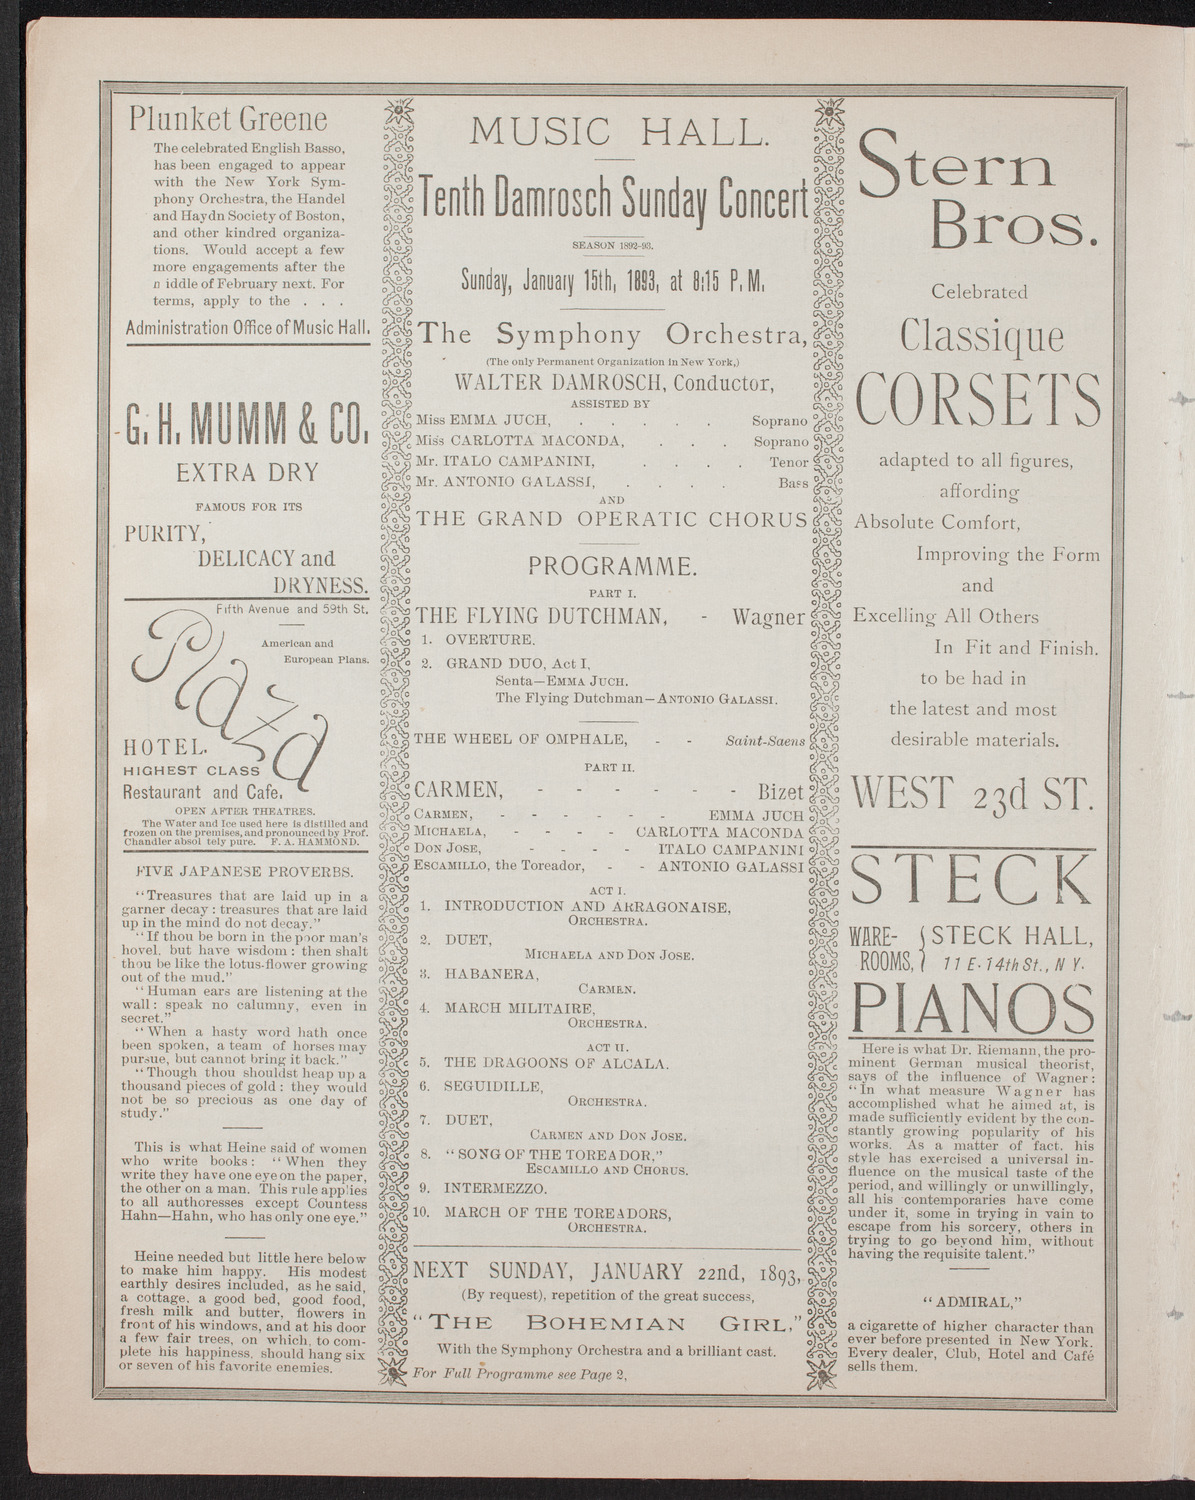 Plunket Greene
The celebrated English Basso,
has been engaged to appear
with the New York Sym-
phony Orchestra, the Handel
and Haydn Society of Boston,
and other kindred organiza-
tions. Would accept a few
more engagements after the
n iddle of February next. For
terms, apply to the . . .
Administration Office of Music Hall.
G. H. MUMM & CO.
EXTRA DRY
FAMOUS FOR ITS
PURITY,
DELICACY and
DRYNESS.
Fifth Avenue and 59th St.
Plaza
American and
European Plans.
HOTEL.
HIGHEST CLASS
Restaurant and Cafe.
OPEN AFTER THEATRES.
The Water and Ice used here is distilled and
frozen on the premises, and pronounced by Prof.
Chandler absol tely pure. F. A. HAMMOND.
FIVE JAPANESE PROVERBS.
"Treasures that are laid up in a
garner decay: treasures that are laid
up in the mind do not decay."
"If thou be born in the poor man's
hovel, but have wisdom: then shalt
thou be like the lotus-flower growing
out of the mud."
"Human ears are listening at the
wall: speak no calumny, even in
secret."
"When a hasty word hath once
been spoken, a team of horses may
pursue, but cannot bring it back."
"Though thou shouldst heap up a
thousand pieces of gold: they would
not be so precious as one day of
study."
This is what Heine said of women
who write books: "When they
write they have one eye on the paper,
the other on a man. This rule applies
to all authoresses except Countess
Hahn—Hahn, who has only one eye."
Heine needed but little here below
to make him happy. His modest
earthly desires included, as he said,
a cottage, a good bed, good food,
fresh milk and butter, flowers in
front of his windows, and at his door
a few fair trees, on which, to com-
plete his happiness, should hang six
or seven of his favorite enemies.
MUSIC HALL.
Tenth Damrosch Sunday Concert
SEASON 1892-93.
Sunday, January 15th, 1893, at 8:15 P. M.
The Symphony Orchestra,
(The only Permanent Organization in New York,)
WALTER DAMROSCH, Conductor,
ASSISTED BY
Miss EMMA JUCH, . . . . . Soprano
Miss CARLOTTA MACONDA, . . . Soprano
Mr. ITALO CAMPANINI, . . . . Tenor
Mr. ANTONIO GALASSI, . . . . Bass
AND
THE GRAND OPERATIC CHORUS
PROGRAMME.
PART I.
THE FLYING DUTCHMAN, - Wagner
1. OVERTURE.
2. GRAND DUO, Act I,
Senta—EMMA JUCH.
The Flying Dutchman—ANTONIO GALASSI.
THE WHEEL OF OMPHALE, - - Saint-Saens
PART II.
CARMEN, - - - - - - Bizet
CARMEN, - - - - - - EMMA JUCH
MICHAELA, - - - - CARLOTTA MACONDA
DON JOSE, - - - - ITALO CAMPANINI
ESCAMILLO, the Toreador, - - ANTONIO GALASSI
ACT I.
1. INTRODUCTION AND ARRAGONAISE,
ORCHESTRA.
2. DUET,
MICHAELA AND DON JOSE.
3. HABANERA,
CARMEN.
4. MARCH MILITAIRE,
ORCHESTRA.
ACT II.
5. THE DRAGOONS OF ALCALA.
6. SEGUIDILLE,
ORCHESTRA.
7. DUET,
CARMEN AND DON JOSE.
8. "SONG OF THE TOREADOR,"
ESCAMILLO AND CHORUS.
9. INTERMEZZO.
10. MARCH OF THE TOREADORS,
ORCHESTRA.
NEXT SUNDAY, JANUARY 22nd, 1893,
(By request), repetition of the great success,
"THE BOHEMIAN GIRL,"
With the Symphony Orchestra and a brilliant cast.
For Full Programme see Page 2,
Stern
Bros.
Celebrated
Classique
CORSETS
adapted to all figures,
affording
Absolute Comfort,
Improving the Form
and
Excelling All Others
In Fit and Finish.
to be had in
the latest and most
desirable materials.
WEST 23d ST.
STECK
WARE-
ROOMS,
STECK HALL,
11 E. 14th St., N Y.
PIANOS
Here is what Dr. Riemann, the pro-
minent German musical theorist,
says of the influence of Wagner:
"In what measure Wagner has
accomplished what he aimed at, is
made sufficiently evident by the con-
stantly growing popularity of his
works. As a matter of fact, his
style has exercised a universal in-
fluence on the musical taste of the
period, and willingly or unwillingly,
all his contemporaries have come
under it, some in trying in vain to
escape from his sorcery, others in
trying to go beyond him, without
having the requisite talent."
"ADMIRAL,"
a cigarette of higher character than
ever before presented in New York.
Every dealer, Club, Hotel and Café
sells them.